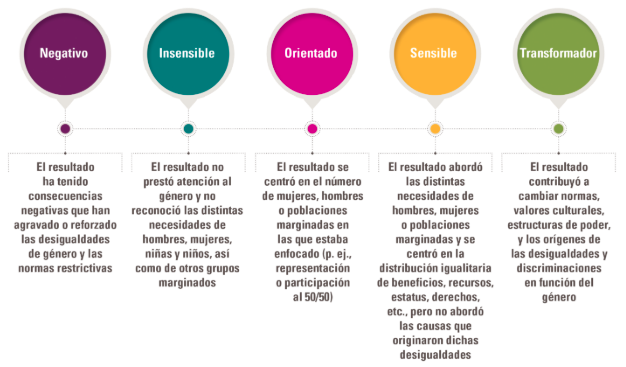 Negativo
Insensible
Orientado
Sensible
Transformador
El resultado
ha tenido
consecuencias
negativas que han
agravado o reforzado
las desigualdades
de género y las
normas restrictivas
El resultado no
prestó atención al
género y no
reconoció las distintas
necesidades de
hombres, mujeres,
niñas y niños, así
como de otros grupos
marginados
El resultado se
centró en el número
de mujeres, hombres
o poblaciones
marginadas en
las que estaba
enfocado (p. ej.,
representación
o participación
al 50/50)
El resultado abordó
las distintas
necesidades de
hombres, mujeres
o poblaciones
marginadas y se
centró en la
distribución igualitaria
de beneficios, recursos,
estatus, derechos,
etc., pero no abordó
las causas que
originaron dichas
desigualdades
El resultado
contribuyó a
cambiar normas,
valores culturales,
estructuras de poder,
y los orígenes de
las desigualdades y
discriminaciones
en función del
género